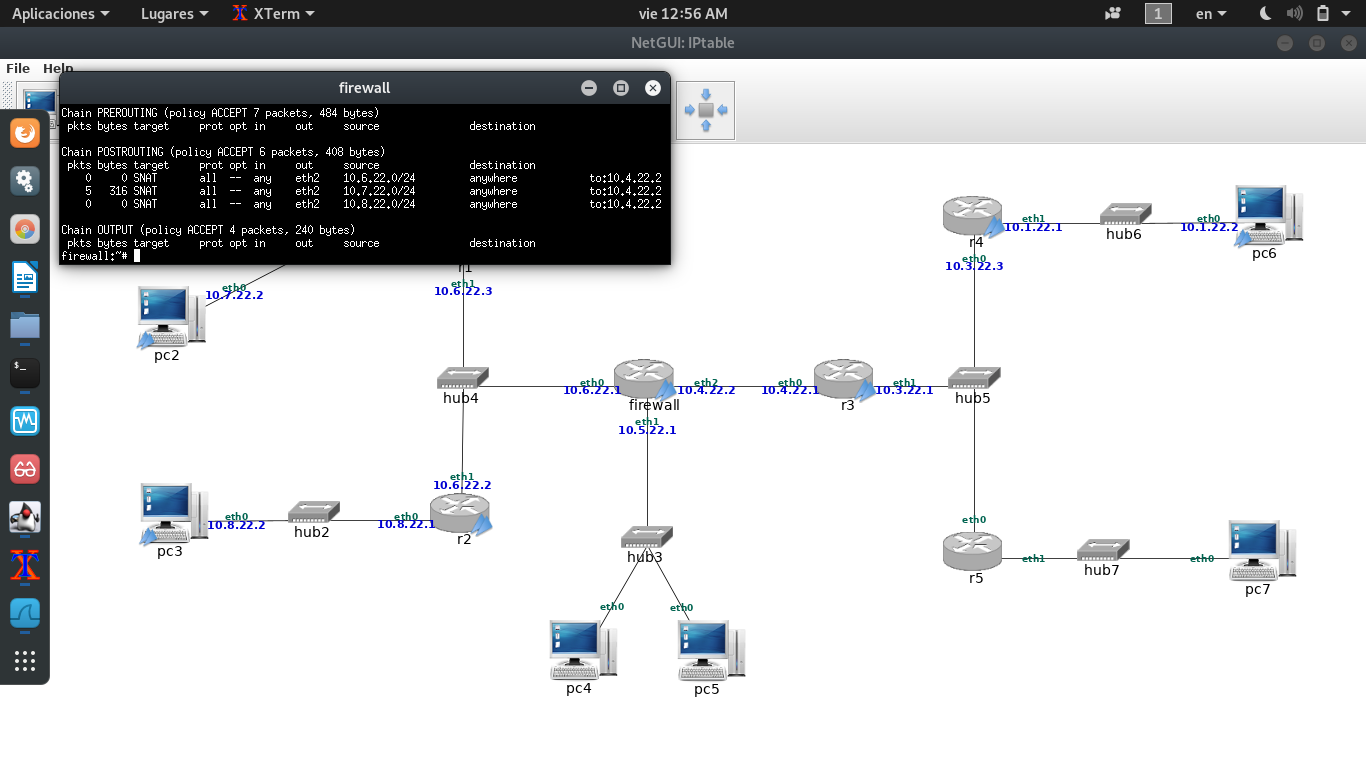 Aplicaciones Lugares XTerm vie 12:56 AM 1 en
NetGUI: IPtable
File Help
firewall
Chain PREROUTING (policy ACCEPT 7 packets, 484 bytes)
pkts bytes target prot opt in out source destination
Chain POSTROUTING (policy ACCEPT 6 packets, 408 bytes)
pkts bytes target prot opt in out source destination
0 0 SNAT all -- any eth2 10.6.22.0/24 anywhere to:10.4.22.2
5 316 SNAT all -- any eth2 10.7.22.0/24 anywhere to:10.4.22.2
0 0 SNAT all -- any eth2 10.8.22.0/24 anywhere to:10.4.22.2
Chain OUTPUT (policy ACCEPT 4 packets, 240 bytes)
pkts bytes target prot opt in out source destination
firewall:~#
r1
eth1
10.6.22.3
eth0
10.7.22.2
pc2
r4
eth1
10.1.22.1
hub6
eth0
10.1.22.2
pc6
eth0
10.3.22.3
hub4
eth0
10.6.22.1
firewall
eth2
10.4.22.2
eth0
10.4.22.1
r3
eth1
10.3.22.1
hub5
eth1
10.5.22.1
eth1
10.6.22.2
pc3
eth0
10.8.22.2
hub2
eth0
10.8.22.1
r2
hub3
eth0
r5
eth1
hub7
eth0
pc7
eth0
eth0
pc4
pc5